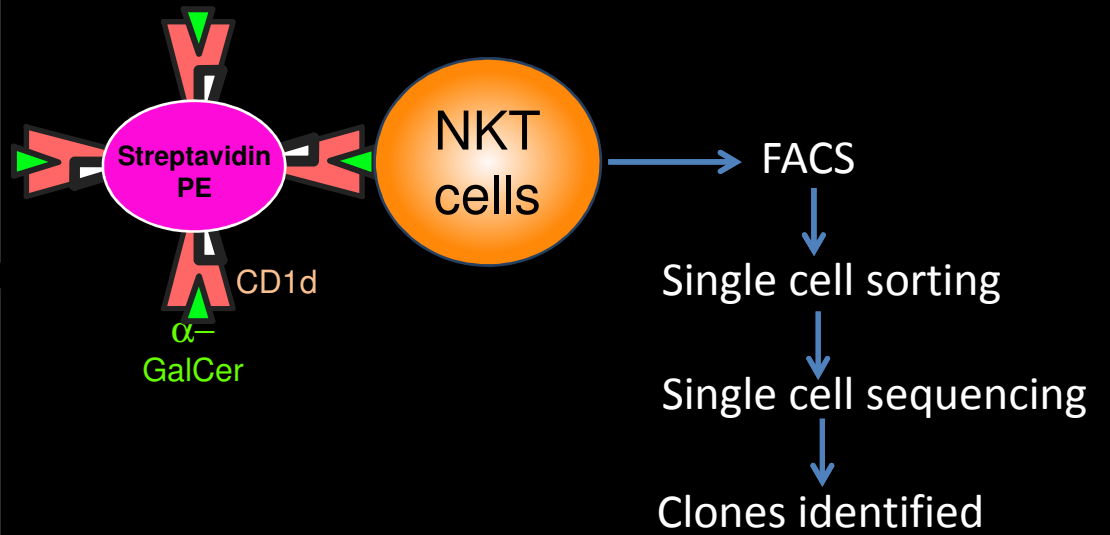 Streptavidin
PE
NKT
cells
CD1d
α–
GalCer
FACS
Single cell sorting
Single cell sequencing
Clones identified